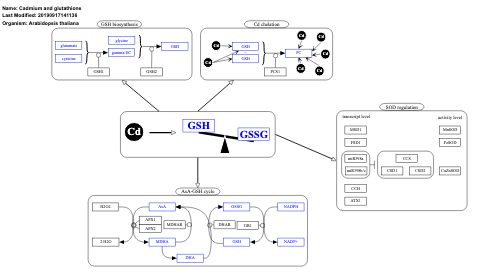 Name: Cadmium and glutathione
Last Modified: 20190917141136
Organism: Arabidopsis thaliana
GSH biosynthesis
glutamate
cysteine
glycine
gamma-EC
GSH
GSH1
GSH2
Cd chelation
GSH
GSH
PCS1
PC
Cd
Cd
Cd
Cd
Cd
Cd
Cd
Cd
GSH
GSSG
SOD regulation
transcript level
activity level
MSD1
MnSOD
FSD1
FeSOD
miR398a
miR398b/c
CCS
CSD1
CSD2
CuZnSOD
CCH
ATX1
AsA-GSH cycle
H2O2
AsA
GSSG
NADPH
APX1
APX2
MDHAR
DHAR
GR1
2 H2O
MDHA
GSH
NADP+
DHA